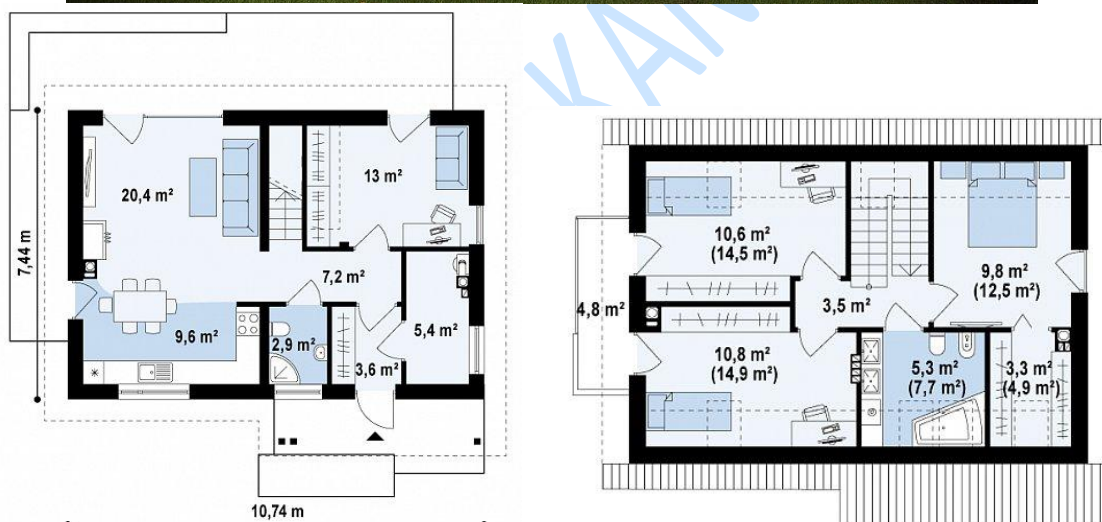 KAN
20,4 m²
13 m²
7,44 m
7,2 m²
9,6 m²
2,9 m²
5,4 m²
3,6 m²
10,74 m
10,6 m²
(14,5 m²)
9,8 m²
(12,5 m²)
4,8 m²
3,5 m²
10,8 m²
(14,9 m²)
5,3 m²
(7,7 m²)
3,3 m²
(4,9 m²)